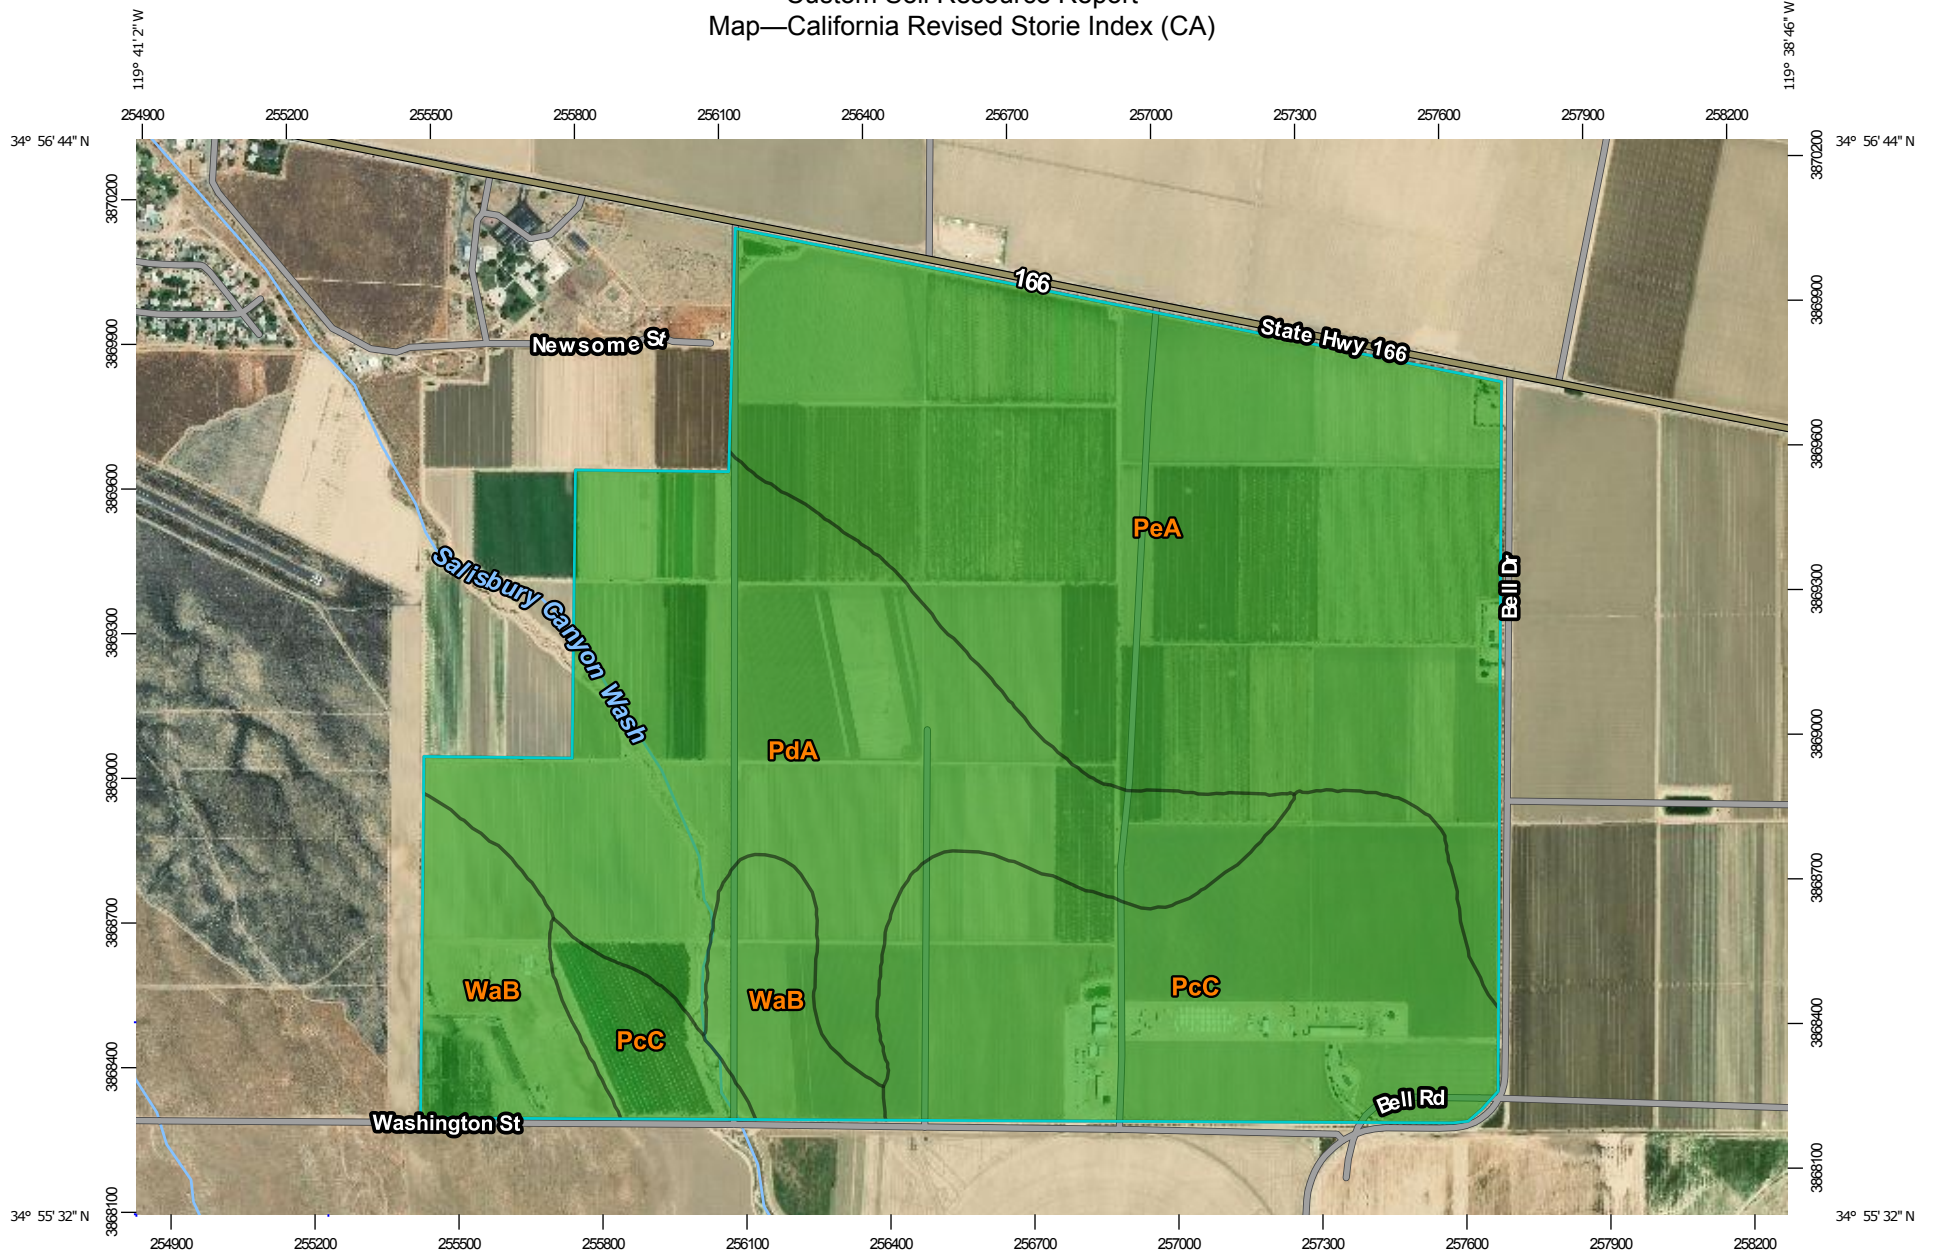 Custom Soil Resource Report
Map—California Revised Storie Index (CA)
119° 41' 2" W
119° 38' 46" W
254900 255200 255500 255800 256100 256400 256700 257000 257300 257600 257900 258200
34° 56' 44" N
34° 56' 44" N
3870200
3870200
166
3869900
State Hwy 166
Newsome St
3869900
3869600
3869600
PeA
Salisbury Canyon Wash
Bell Dr
3869300
3869300
PdA
3869000
3869000
3868700
3868700
WaB
WaB
PcC
PcC
3868400
3868400
Bell Rd
Washington St
3868100
3868100
34° 55' 32" N
34° 55' 32" N
254900 255200 255500 255800 256100 256400 256700 257000 257300 257600 257900 258200